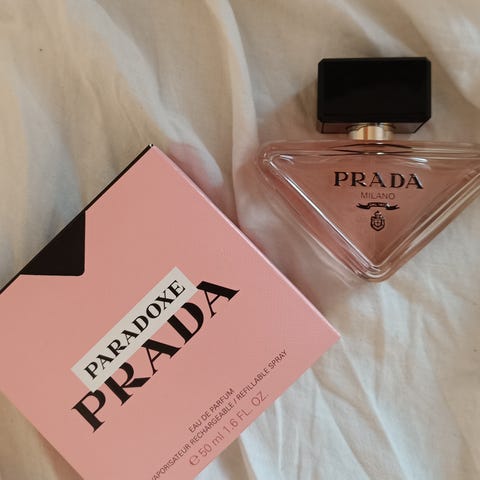 PRADA
MILANO
PARADOXE
PRADA
EAU DE PARFUM
VAPORISATEUR RECHARGEABLE / REFILLABLE SPRAY
℮ 50 ml 1.6 FL. OZ.